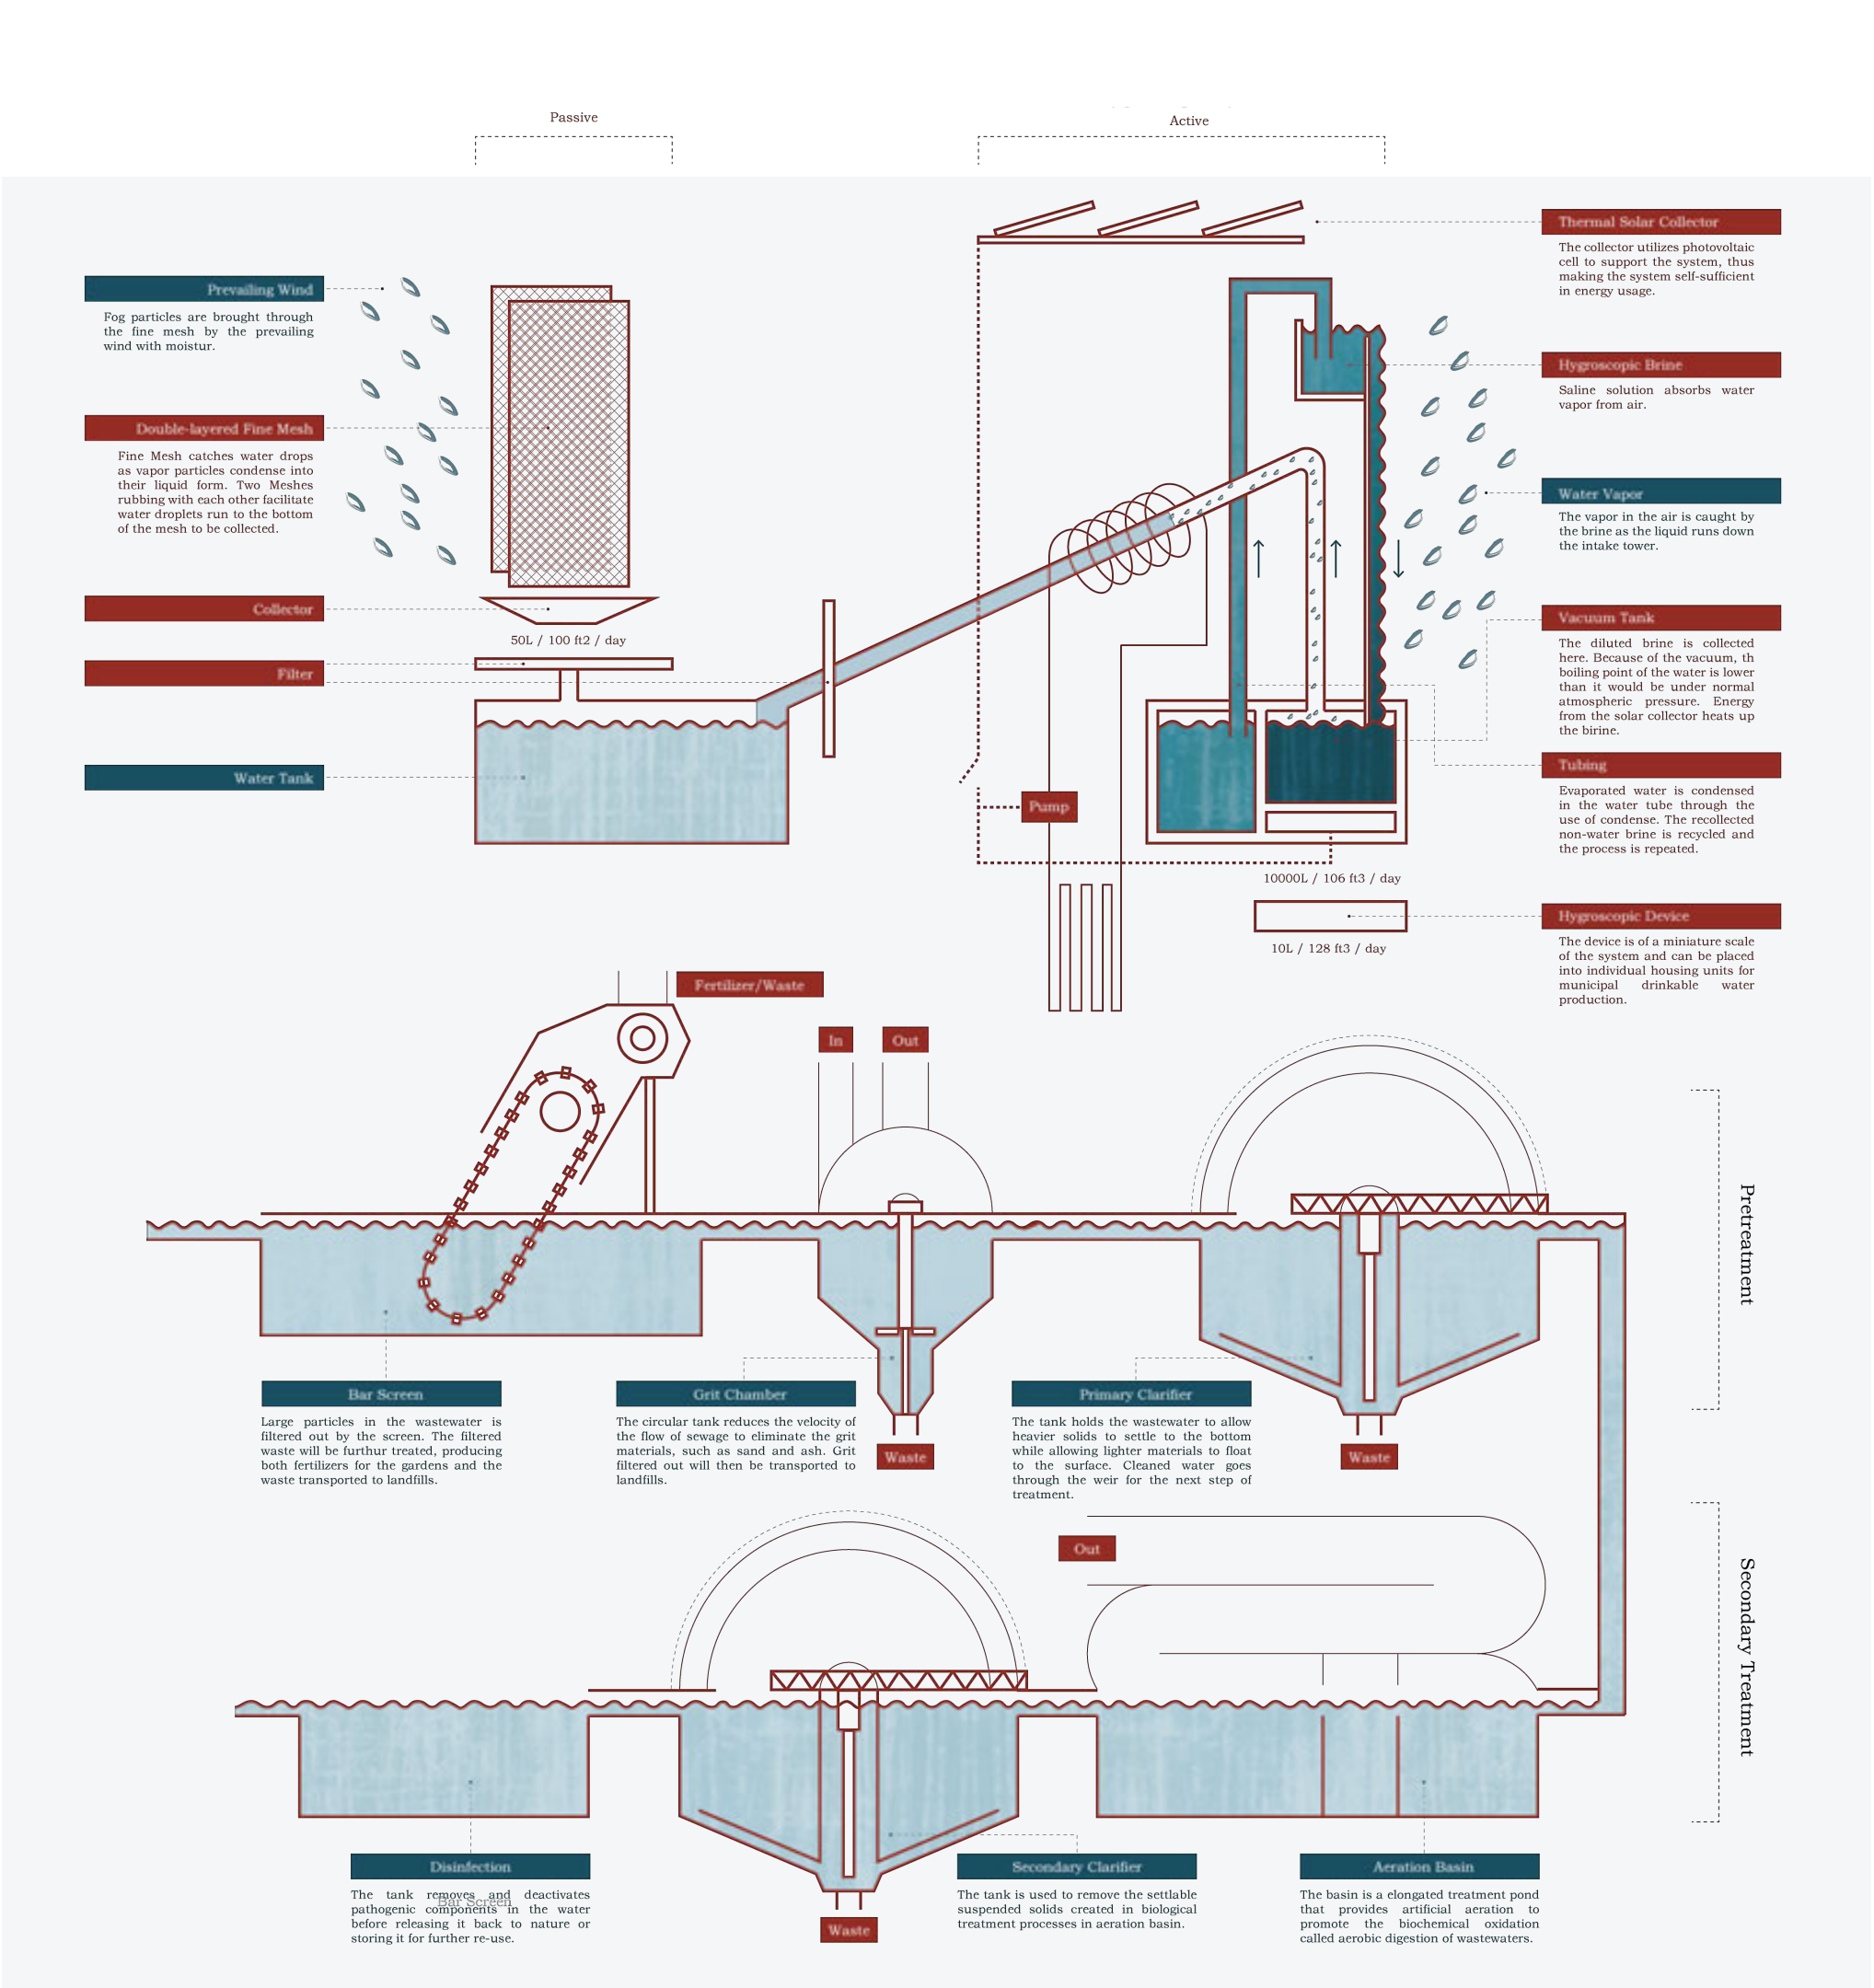 Passive
Active
Prevailing Wind
Fog particles are brought through
the fine mesh by the prevailing
wind with moistur.
Double-layered Fine Mesh
Fine Mesh catches water drops
as vapor particles condense into
their liquid form. Two Meshes
rubbing with each other facilitate
water droplets run to the bottom
of the mesh to be collected.
Collector
50L / 100 ft2 / day
Filter
Water Tank
Thermal Solar Collector
The collector utilizes photovoltaic
cell to support the system, thus
making the system self-sufficient
in energy usage.
Hygroscopic Brine
Saline solution absorbs water
vapor from air.
Water Vapor
The vapor in the air is caught by
the brine as the liquid runs down
the intake tower.
Vacuum Tank
The diluted brine is collected
here. Because of the vacuum, th
boiling point of the water is lower
than it would be under normal
atmospheric pressure. Energy
from the solar collector heats up
the birine.
Tubing
Evaporated water is condensed
in the water tube through the
use of condense. The recollected
non-water brine is recycled and
the process is repeated.
Pump
10000L / 106 ft3 / day
Hygroscopic Device
The device is of a miniature scale
of the system and can be placed
into individual housing units for
municipal drinkable water
production.
10L / 128 ft3 / day
Fertilizer/Waste
In
Out
Pretreatment
Bar Screen
Large particles in the wastewater is
filtered out by the screen. The filtered
waste will be furthur treated, producing
both fertilizers for the gardens and the
waste transported to landfills.
Grit Chamber
The circular tank reduces the velocity of
the flow of sewage to eliminate the grit
materials, such as sand and ash. Grit
filtered out will then be transported to
landfills.
Waste
Primary Clarifier
The tank holds the wastewater to allow
heavier solids to settle to the bottom
while allowing lighter materials to float
to the surface. Cleaned water goes
through the weir for the next step of
treatment.
Waste
Out
Secondary Treatment
Disinfection
Bar Screen
The tank removes and deactivates
pathogenic components in the water
before releasing it back to nature or
storing it for further re-use.
Waste
Secondary Clarifier
The tank is used to remove the settlable
suspended solids created in biological
treatment processes in aeration basin.
Aeration Basin
The basin is a elongated treatment pond
that provides artificial aeration to
promote the biochemical oxidation
called aerobic digestion of wastewaters.